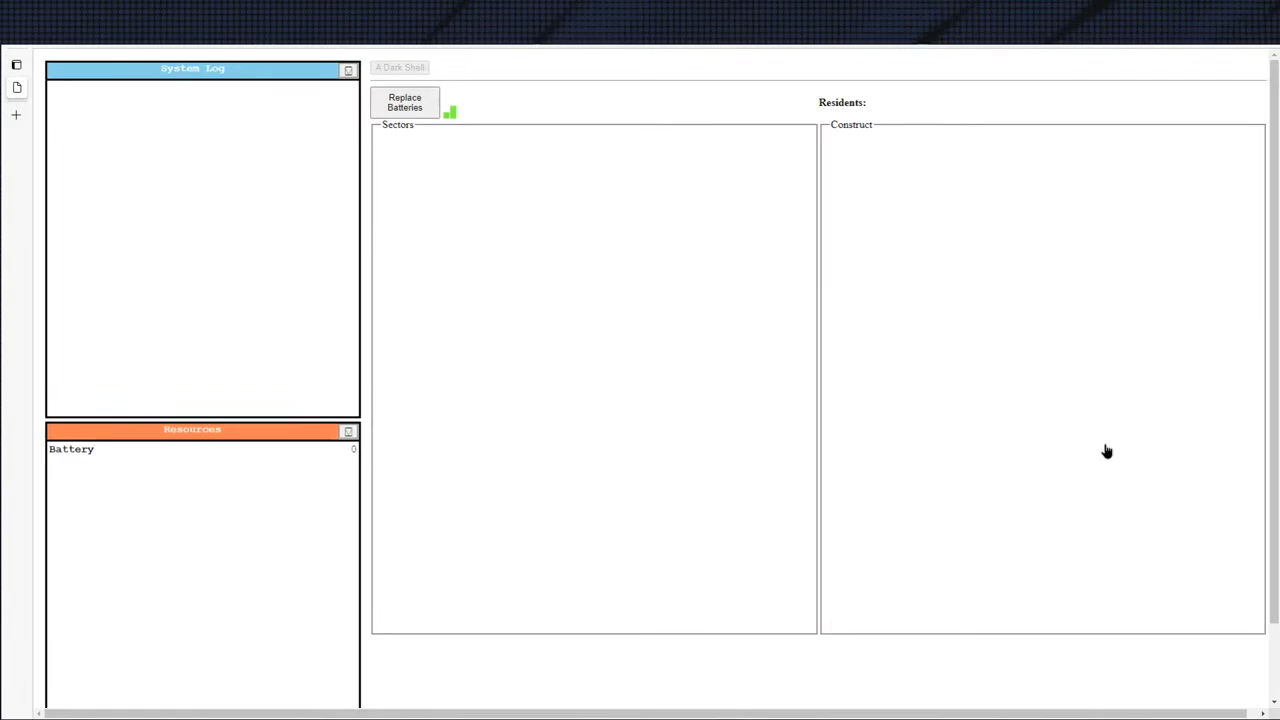 System Log
A Dark Shell
Replace
Batteries
Residents:
Sectors
Construct
Resources
Battery 0